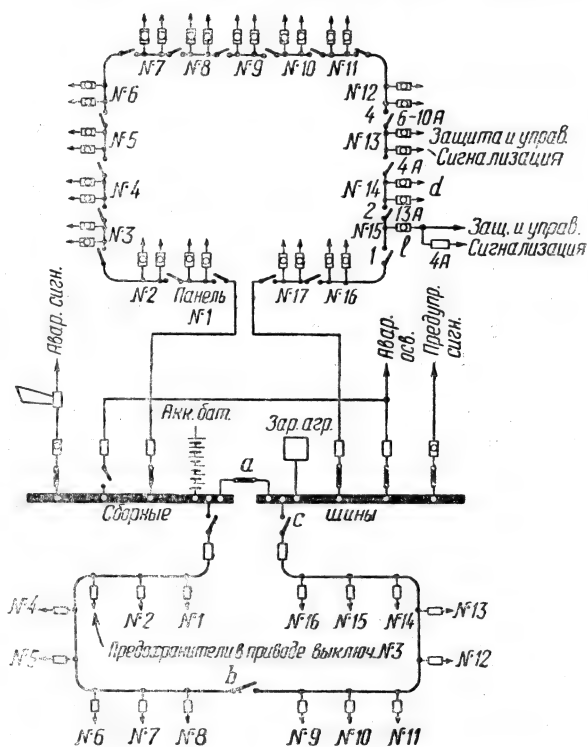 №7 №8 №9 №10 №11
№6
№12
4
6-10А
№13
Защита и управ.
Сигнализация
№5
4А
№14
d
№4
2
13А
№15
Защ. и управ.
№3
1
l
4А
Сигнализация
№2
Панель
№1
№17
№16
Авар. сигн.
Авар.
осв.
Предупр.
сигн.
Акк. бат.
Зар. агр.
a
Сборные
шины
c
№4
№2
№1
№16
№15
№14
№13
№5
Предохранители в приводе выключ. №3
№12
b
№6
№7
№8
№9
№10
№11